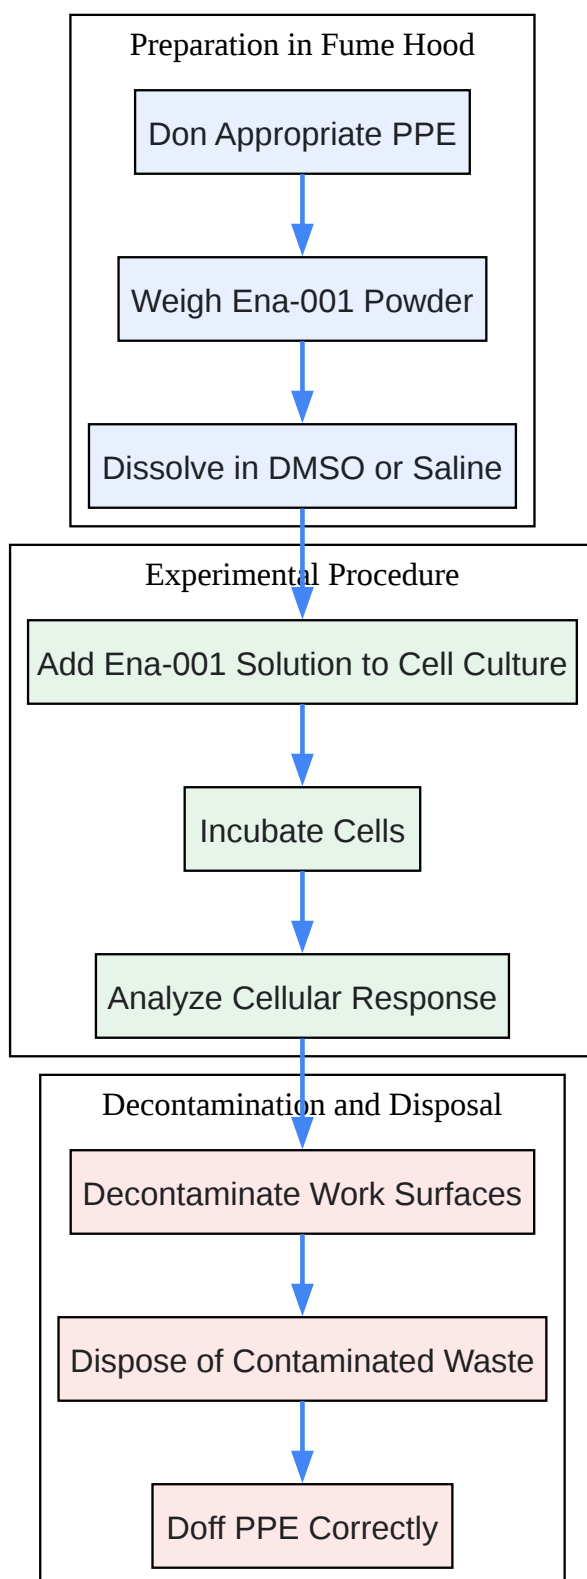 Preparation in Fume Hood
Don Appropriate PPE
Weigh Ena-001 Powder
Dissolve in DMSO or Saline
Experimental Procedure
Add Ena-001 Solution to Cell Culture
Incubate Cells
Analyze Cellular Response
Decontamination and Disposal
Decontaminate Work Surfaces
Dispose of Contaminated Waste
Doff PPE Correctly